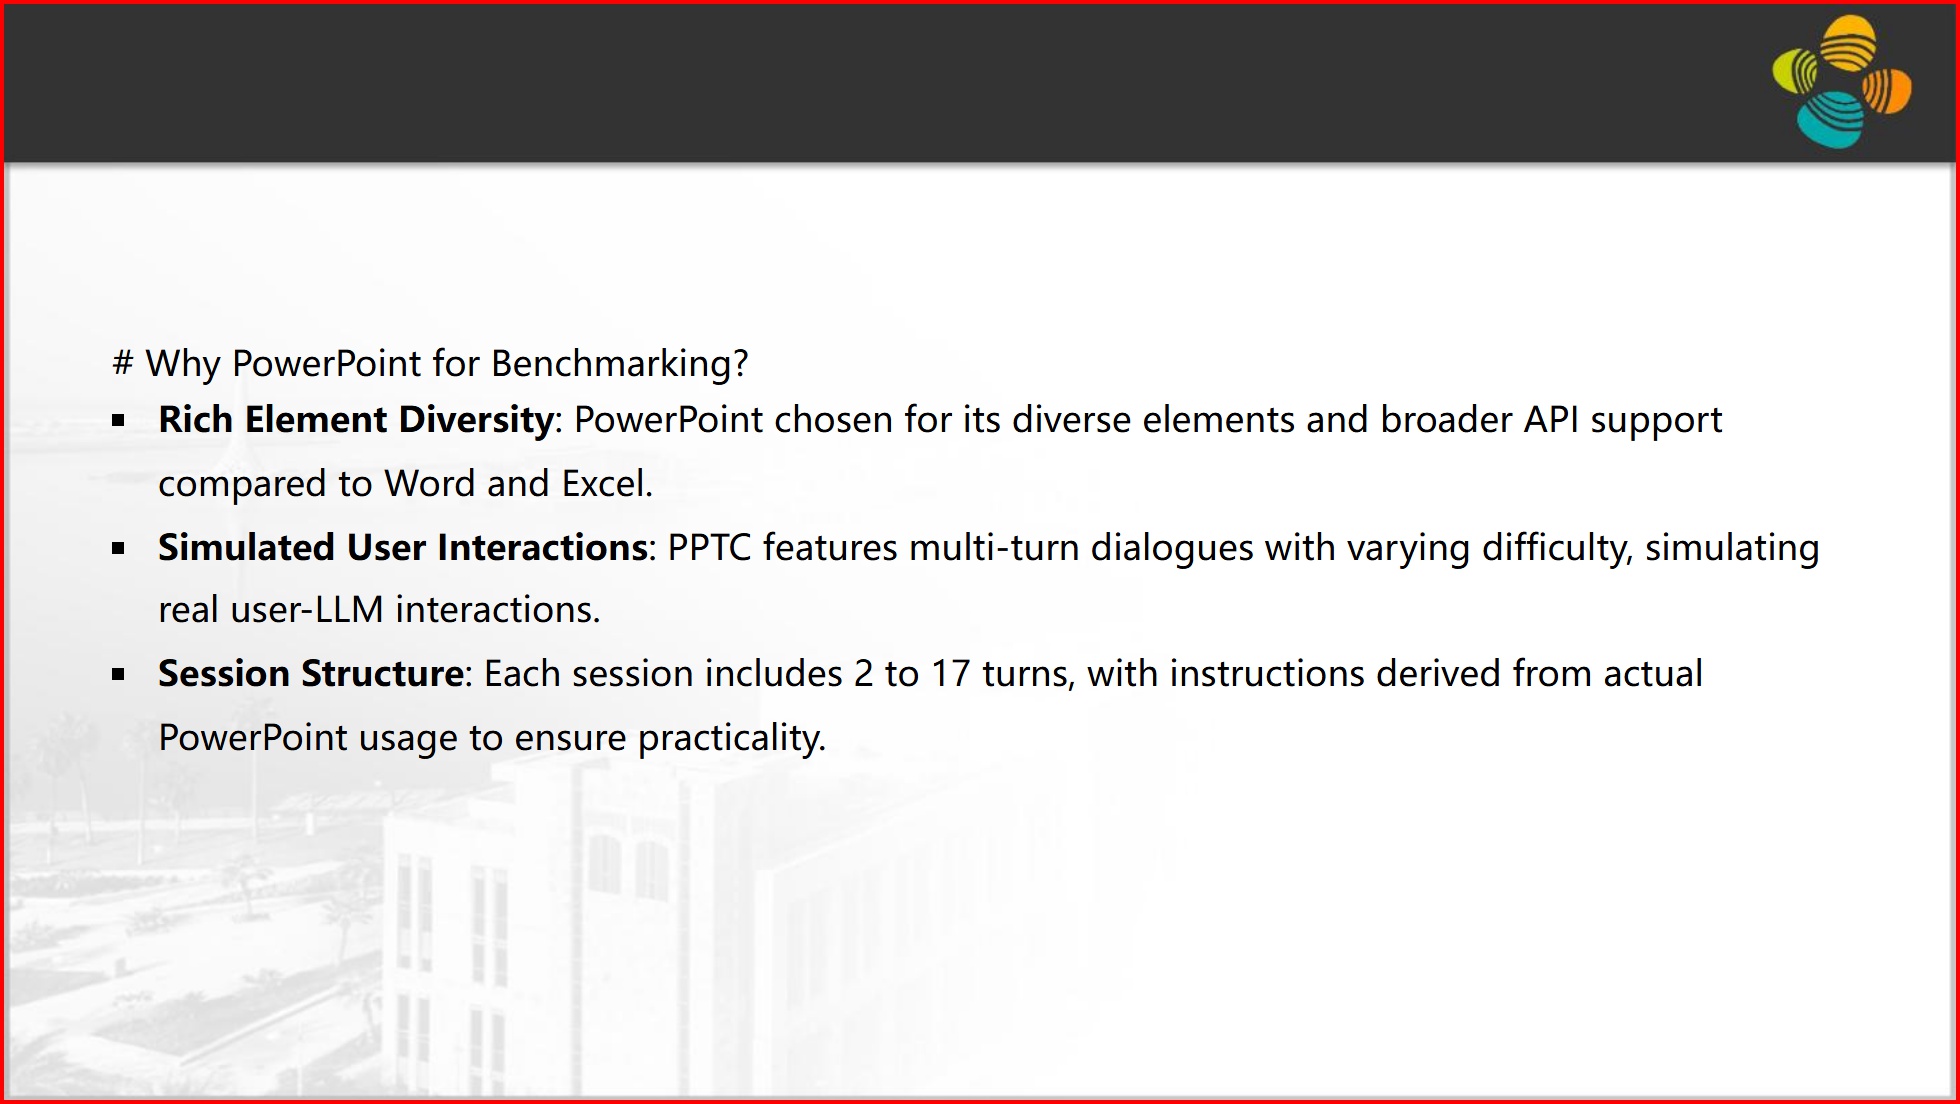 # Why PowerPoint for Benchmarking?
▪ Rich Element Diversity: PowerPoint chosen for its diverse elements and broader API support
compared to Word and Excel.
▪ Simulated User Interactions: PPTC features multi-turn dialogues with varying difficulty, simulating
real user-LLM interactions.
▪ Session Structure: Each session includes 2 to 17 turns, with instructions derived from actual
PowerPoint usage to ensure practicality.